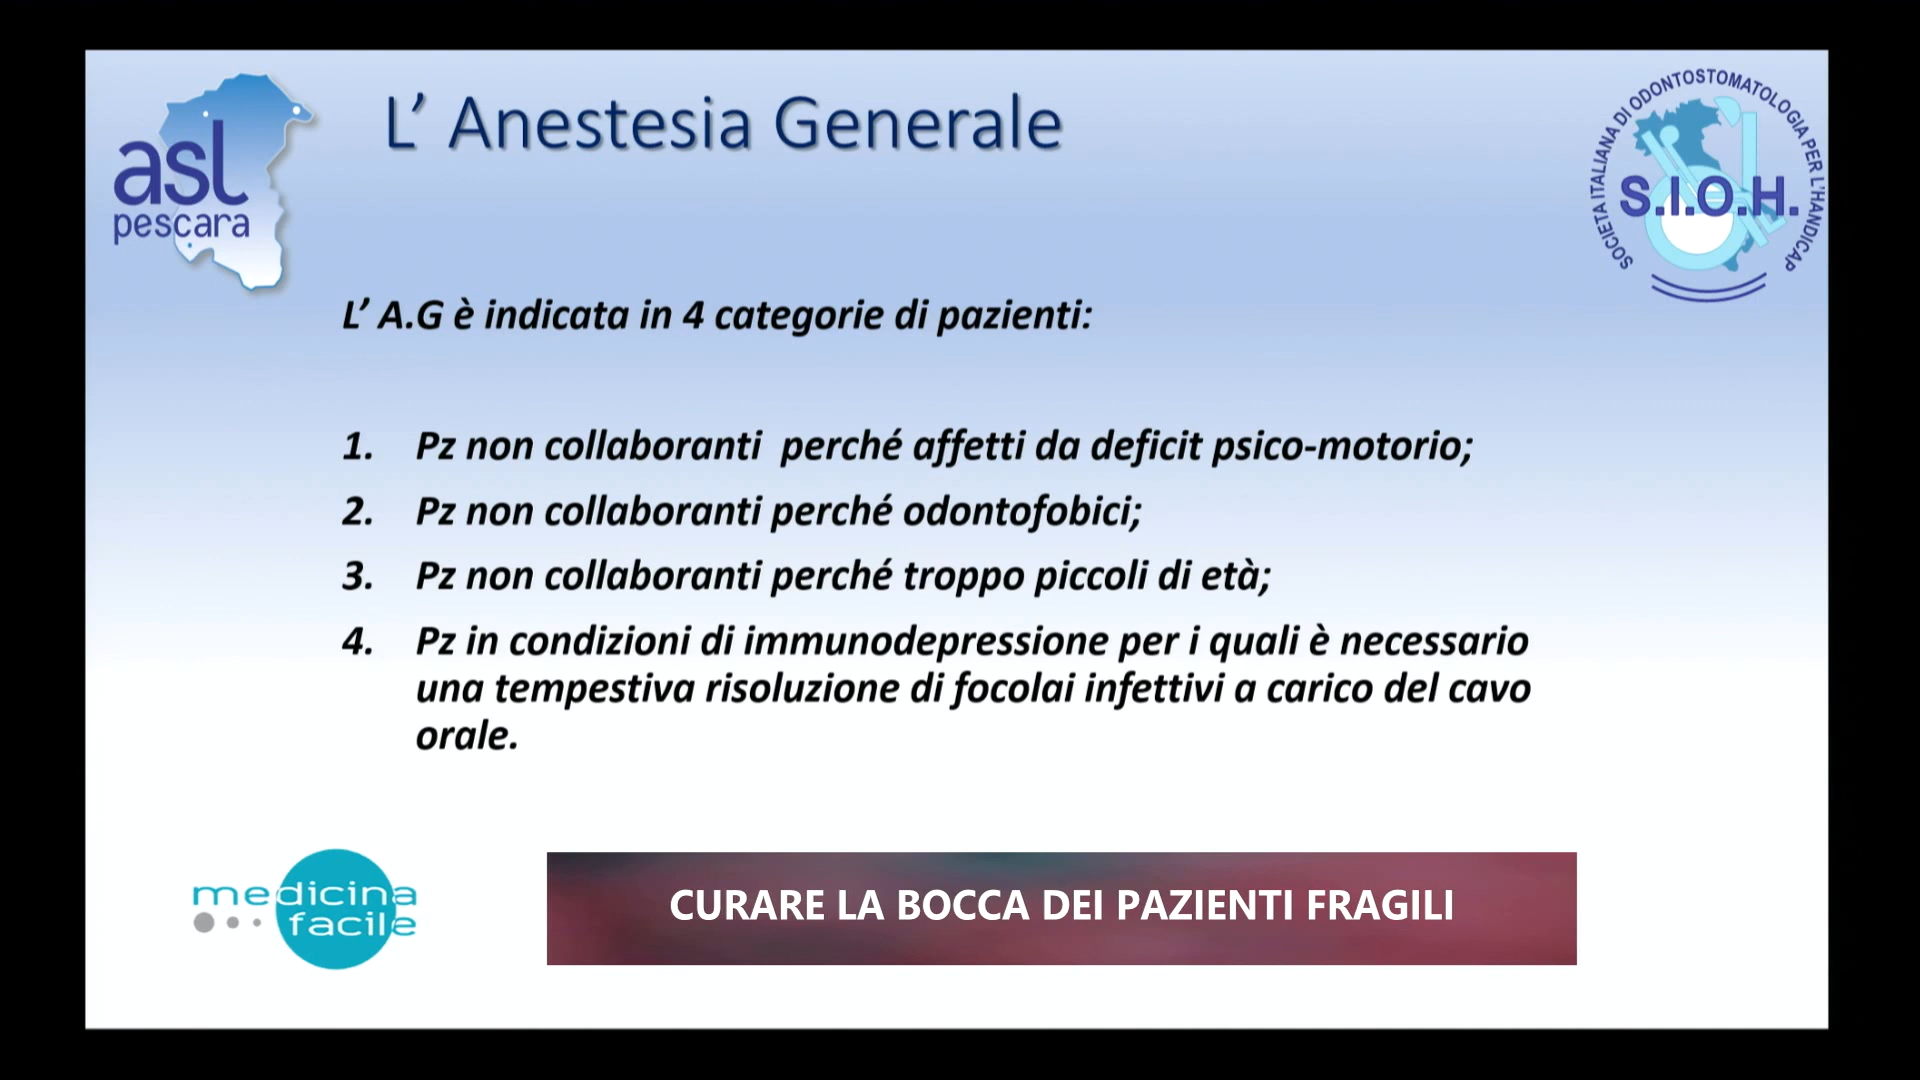 asl
pescara
L’ Anestesia Generale
SOCIETA ITALIANA DI ODONTOSTOMATOLOGIA PER L'HANDICAP
S.I.O.H.
L’ A.G è indicata in 4 categorie di pazienti:
1. Pz non collaboranti perché affetti da deficit psico-motorio;
2. Pz non collaboranti perché odontofobici;
3. Pz non collaboranti perché troppo piccoli di età;
4. Pz in condizioni di immunodepressione per i quali è necessario
una tempestiva risoluzione di focolai infettivi a carico del cavo
orale.
medicina
facile
CURARE LA BOCCA DEI PAZIENTI FRAGILI